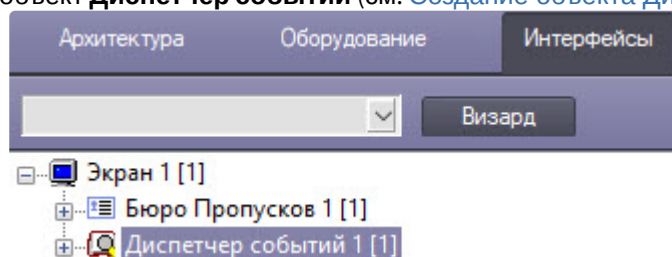 объект Диспетчер событий (см. Создание объекта Ди
Архитектура Оборудование Интерфейсы
Визард
Экран 1 [1]
Бюро Пропусков 1 [1]
Диспетчер событий 1 [1]